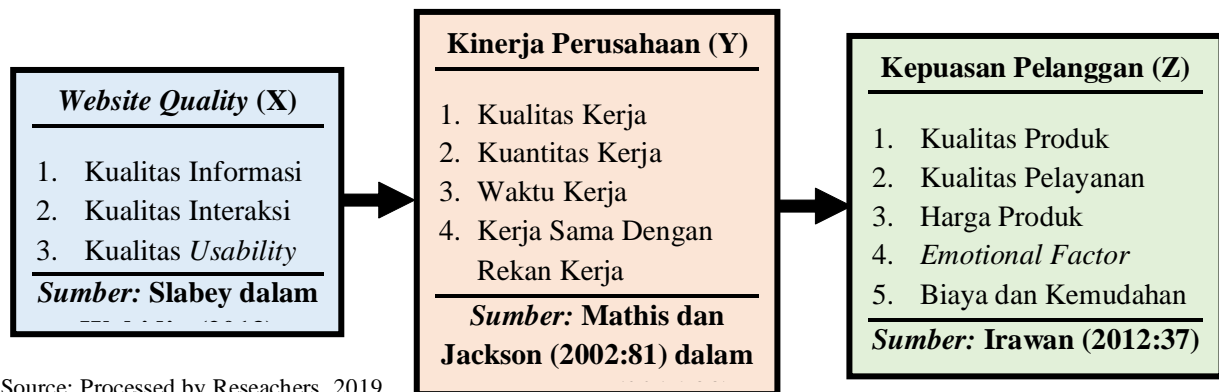 Website Quality (X)
1. Kualitas Informasi
2. Kualitas Interaksi
3. Kualitas Usability
Sumber: Slabey dalam
Kinerja Perusahaan (Y)
1. Kualitas Kerja
2. Kuantitas Kerja
3. Waktu Kerja
4. Kerja Sama Dengan
Rekan Kerja
Sumber: Mathis dan
Jackson (2002:81) dalam
Kepuasan Pelanggan (Z)
1. Kualitas Produk
2. Kualitas Pelayanan
3. Harga Produk
4. Emotional Factor
5. Biaya dan Kemudahan
Sumber: Irawan (2012:37)
Source: Processed by Reseachers, 2019